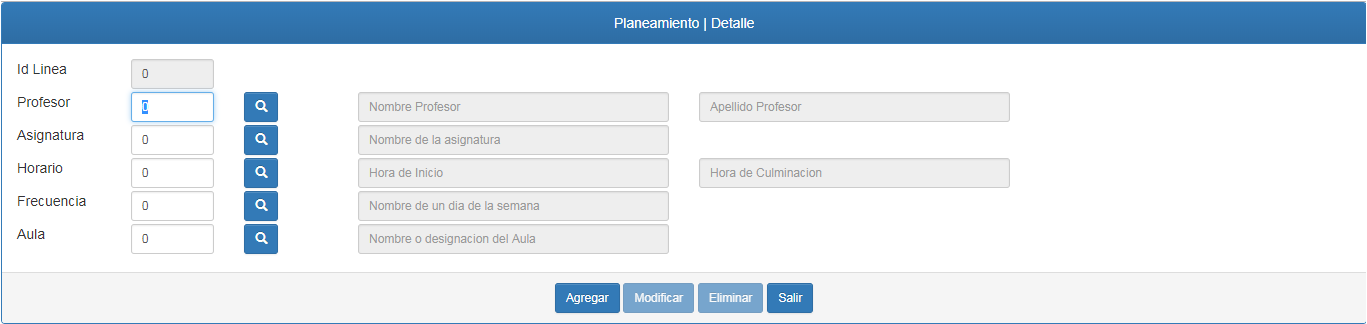 Planeamiento | Detalle
Id Linea 0
Profesor 0 Nombre Profesor Apellido Profesor
Asignatura 0 Nombre de la asignatura
Horario 0 Hora de Inicio Hora de Culminacion
Frecuencia 0 Nombre de un dia de la semana
Aula 0 Nombre o designacion del Aula
Agregar Modificar Eliminar Salir